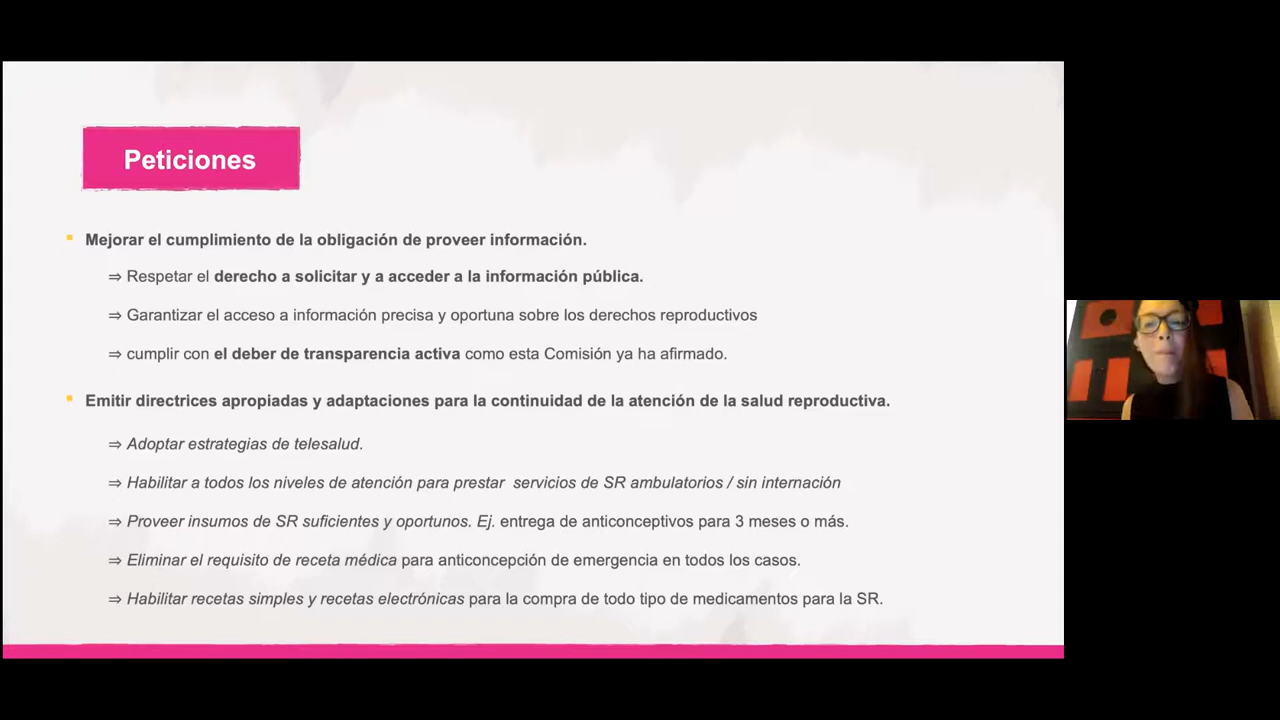 Peticiones
Mejorar el cumplimiento de la obligación de proveer información.
⇒ Respetar el derecho a solicitar y a acceder a la información pública.
⇒ Garantizar el acceso a información precisa y oportuna sobre los derechos reproductivos
⇒ cumplir con el deber de transparencia activa como esta Comisión ya ha afirmado.
Emitir directrices apropiadas y adaptaciones para la continuidad de la atención de la salud reproductiva.
⇒ Adoptar estrategias de telesalud.
⇒ Habilitar a todos los niveles de atención para prestar servicios de SR ambulatorios / sin internación
⇒ Proveer insumos de SR suficientes y oportunos. Ej. entrega de anticonceptivos para 3 meses o más.
⇒ Eliminar el requisito de receta médica para anticoncepción de emergencia en todos los casos.
⇒ Habilitar recetas simples y recetas electrónicas para la compra de todo tipo de medicamentos para la SR.